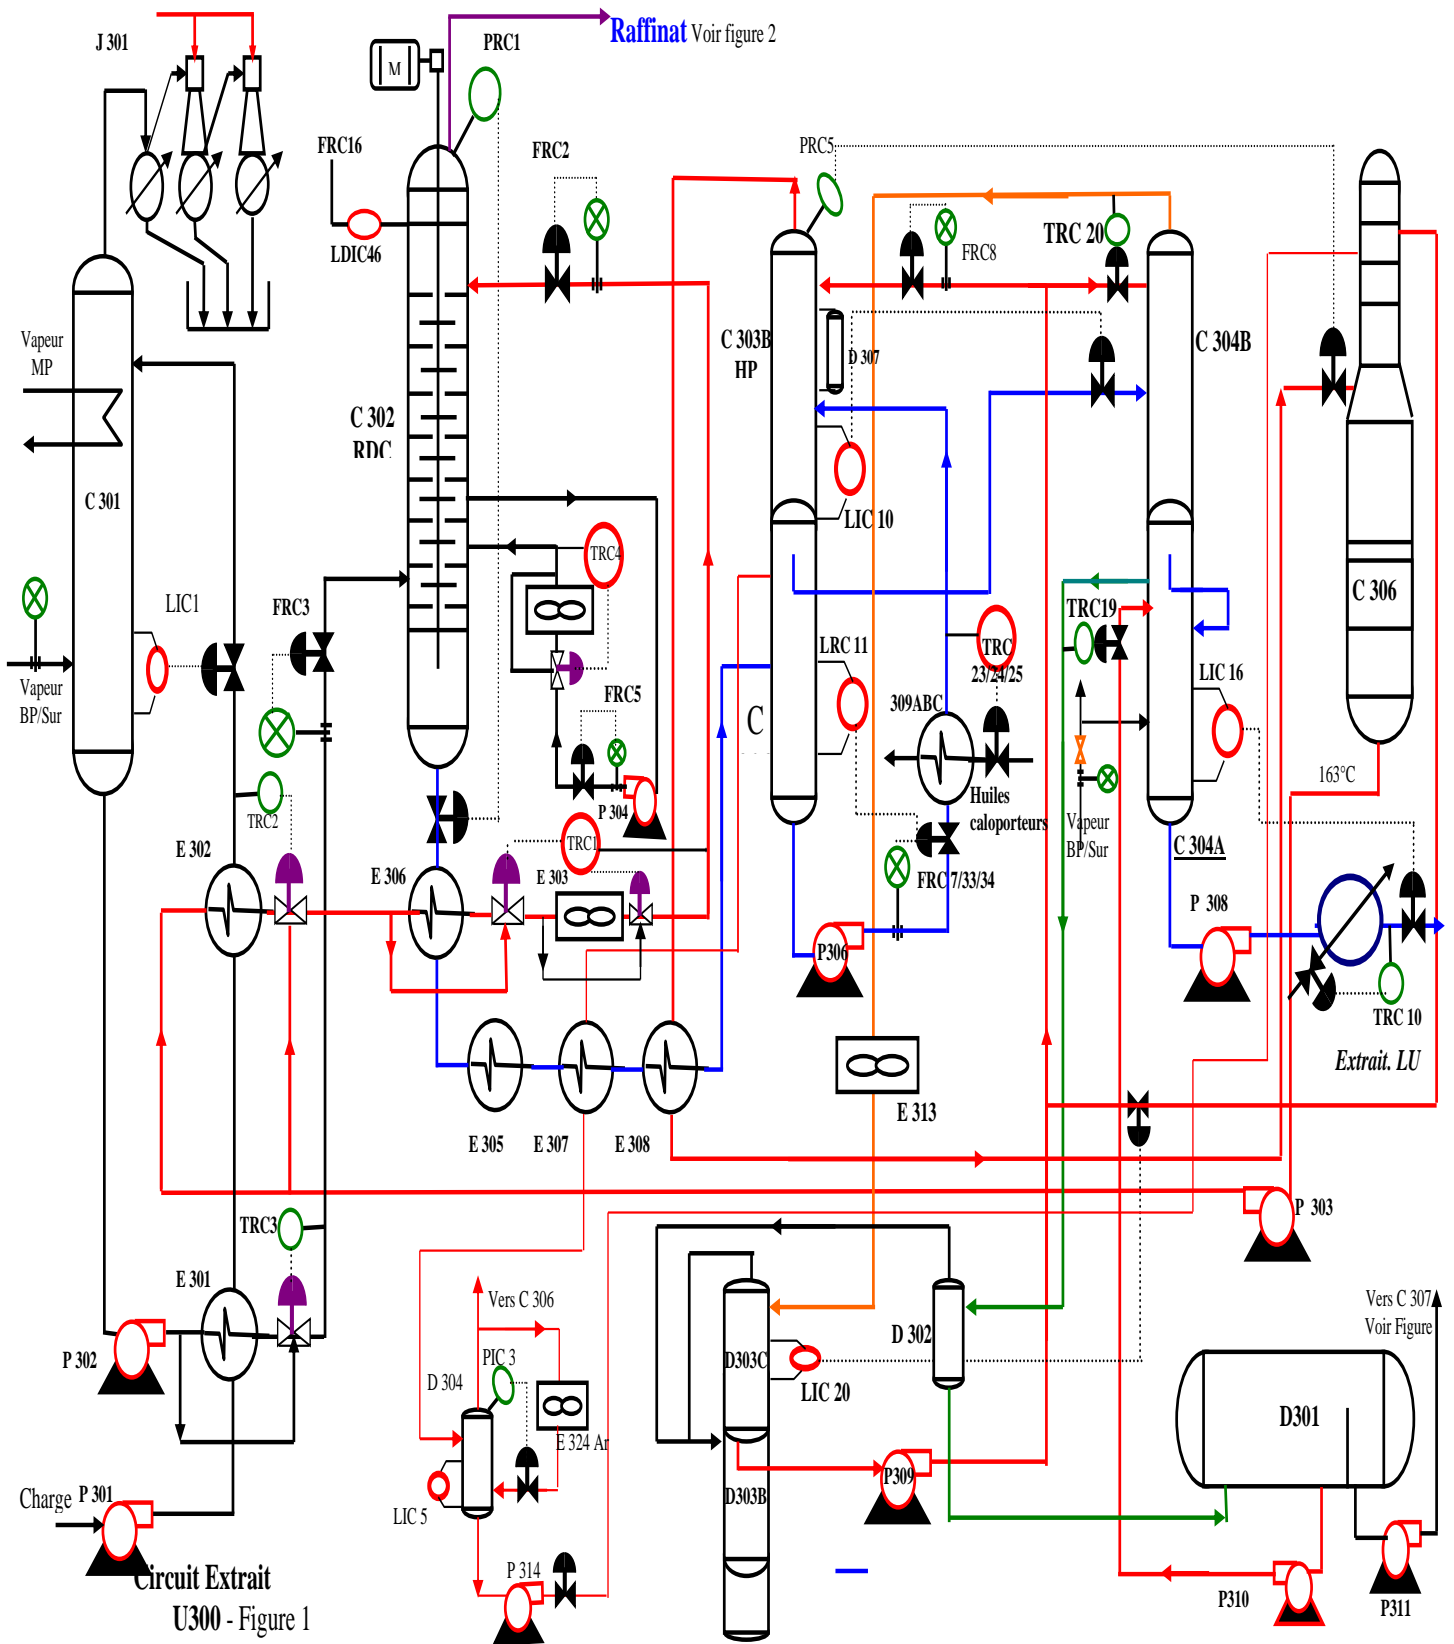 Raffinat Voir figure 2
J 301
PRC1
M
FRC16
FRC2
PRC5
LDIC46
TRC 20
FRC8
Vapeur
MP
C 303B
HP
D 307
C 304B
C 302
RDC
C 301
LIC 10
TRC4
C 306
LIC1
FRC3
TRC19
TRC
23/24/25
LRC 11
LIC 16
Vapeur
BP/Sur
FRC5
309ABC
C
163°C
TRC2
P 304
Huiles
caloporteurs
Vapeur
BP/Sur
TRC1
C 304A
E 302
E 306
E 303
FRC 7/33/34
P 308
P306
TRC 10
Extrait. LU
E 313
E 305
E 307
E 308
TRC3
P 303
E 301
Vers C 306
Vers C 307
Voir Figure
D 302
P 302
PIC 3
D303C
D 304
LIC 20
D301
E 324 Ar
P309
P 301
Charge
D303B
LIC 5
P 314
Circuit Extrait
P310
P311
U300 - Figure 1